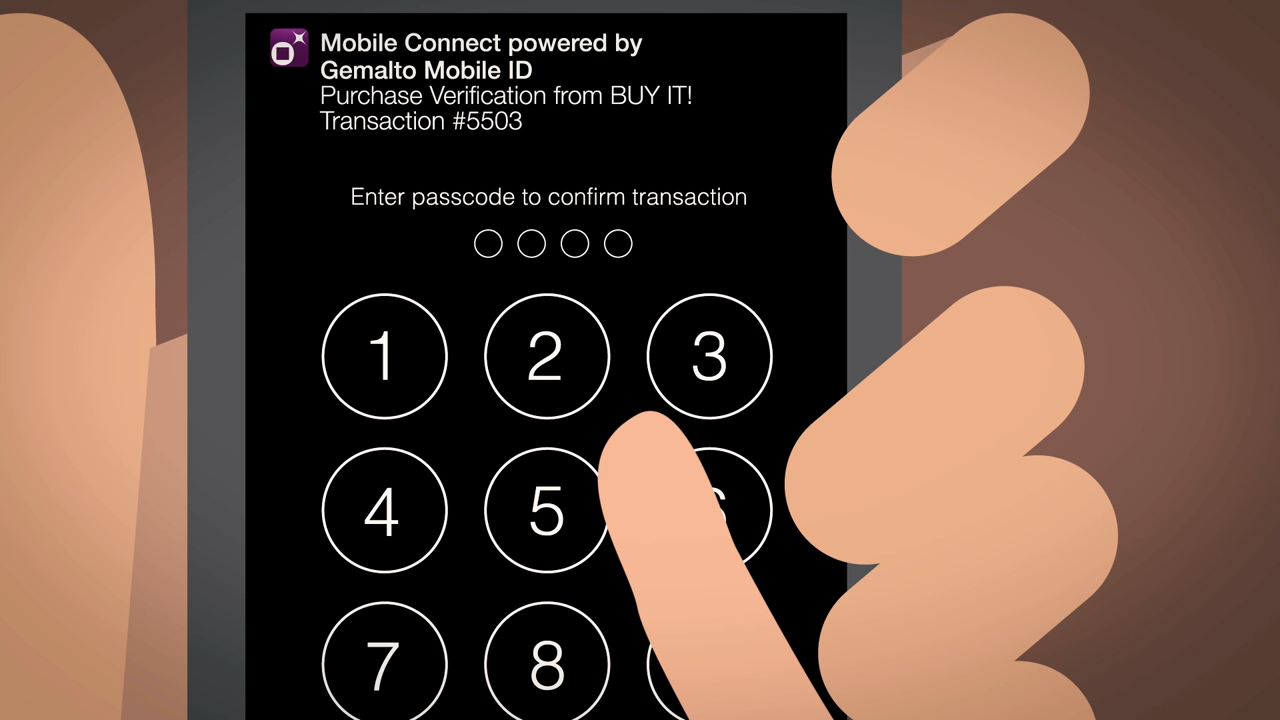 Mobile Connect powered by
Gemalto Mobile ID
Purchase Verification from BUY IT!
Transaction #5503
Enter passcode to confirm transaction
1 2 3
4 5 6
7 8